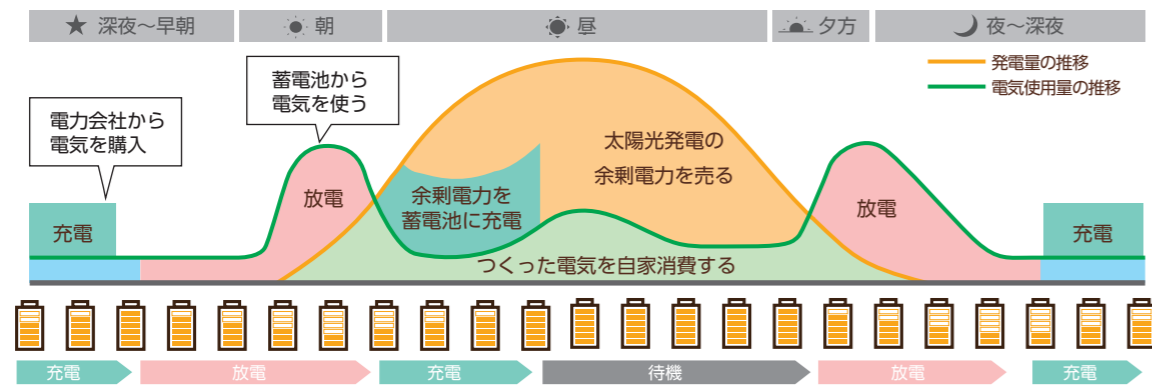 深夜〜早朝
朝
昼
夕方
夜〜深夜
発電量の推移
電気使用量の推移
蓄電池から
電気を使う
電力会社から
電気を購入
太陽光発電の
余剰電力を売る
放電
余剰電力を
蓄電池に充電
放電
充電
充電
つくった電気を自家消費する
充電
放電
充電
待機
放電
充電